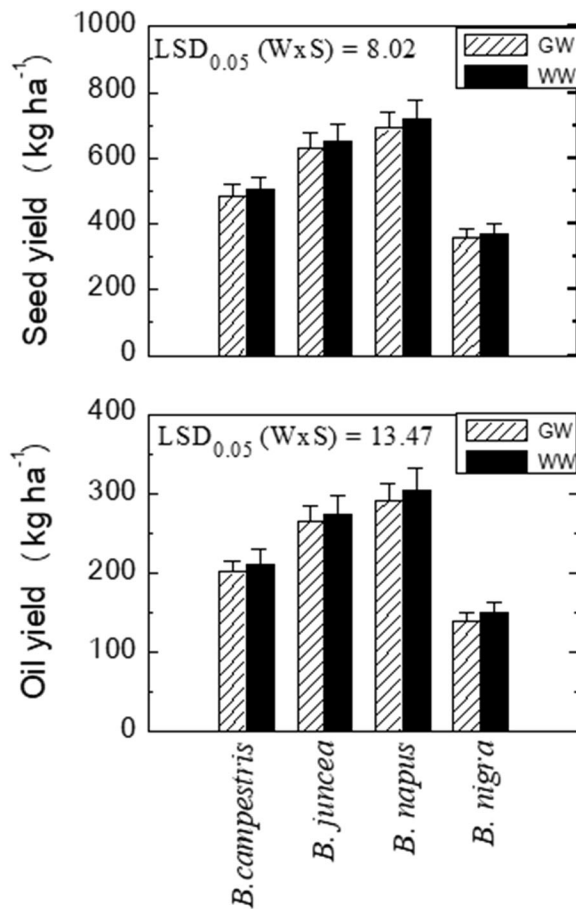 LSD0.05 (WxS) = 8.02
GW
WW
Seed yield (kg ha-1)
1000
800
600
400
200
0
LSD0.05 (WxS) = 13.47
GW
WW
Oil yield (kg ha-1)
400
300
200
100
0
B.campestris
B. juncea
B. napus
B. nigra